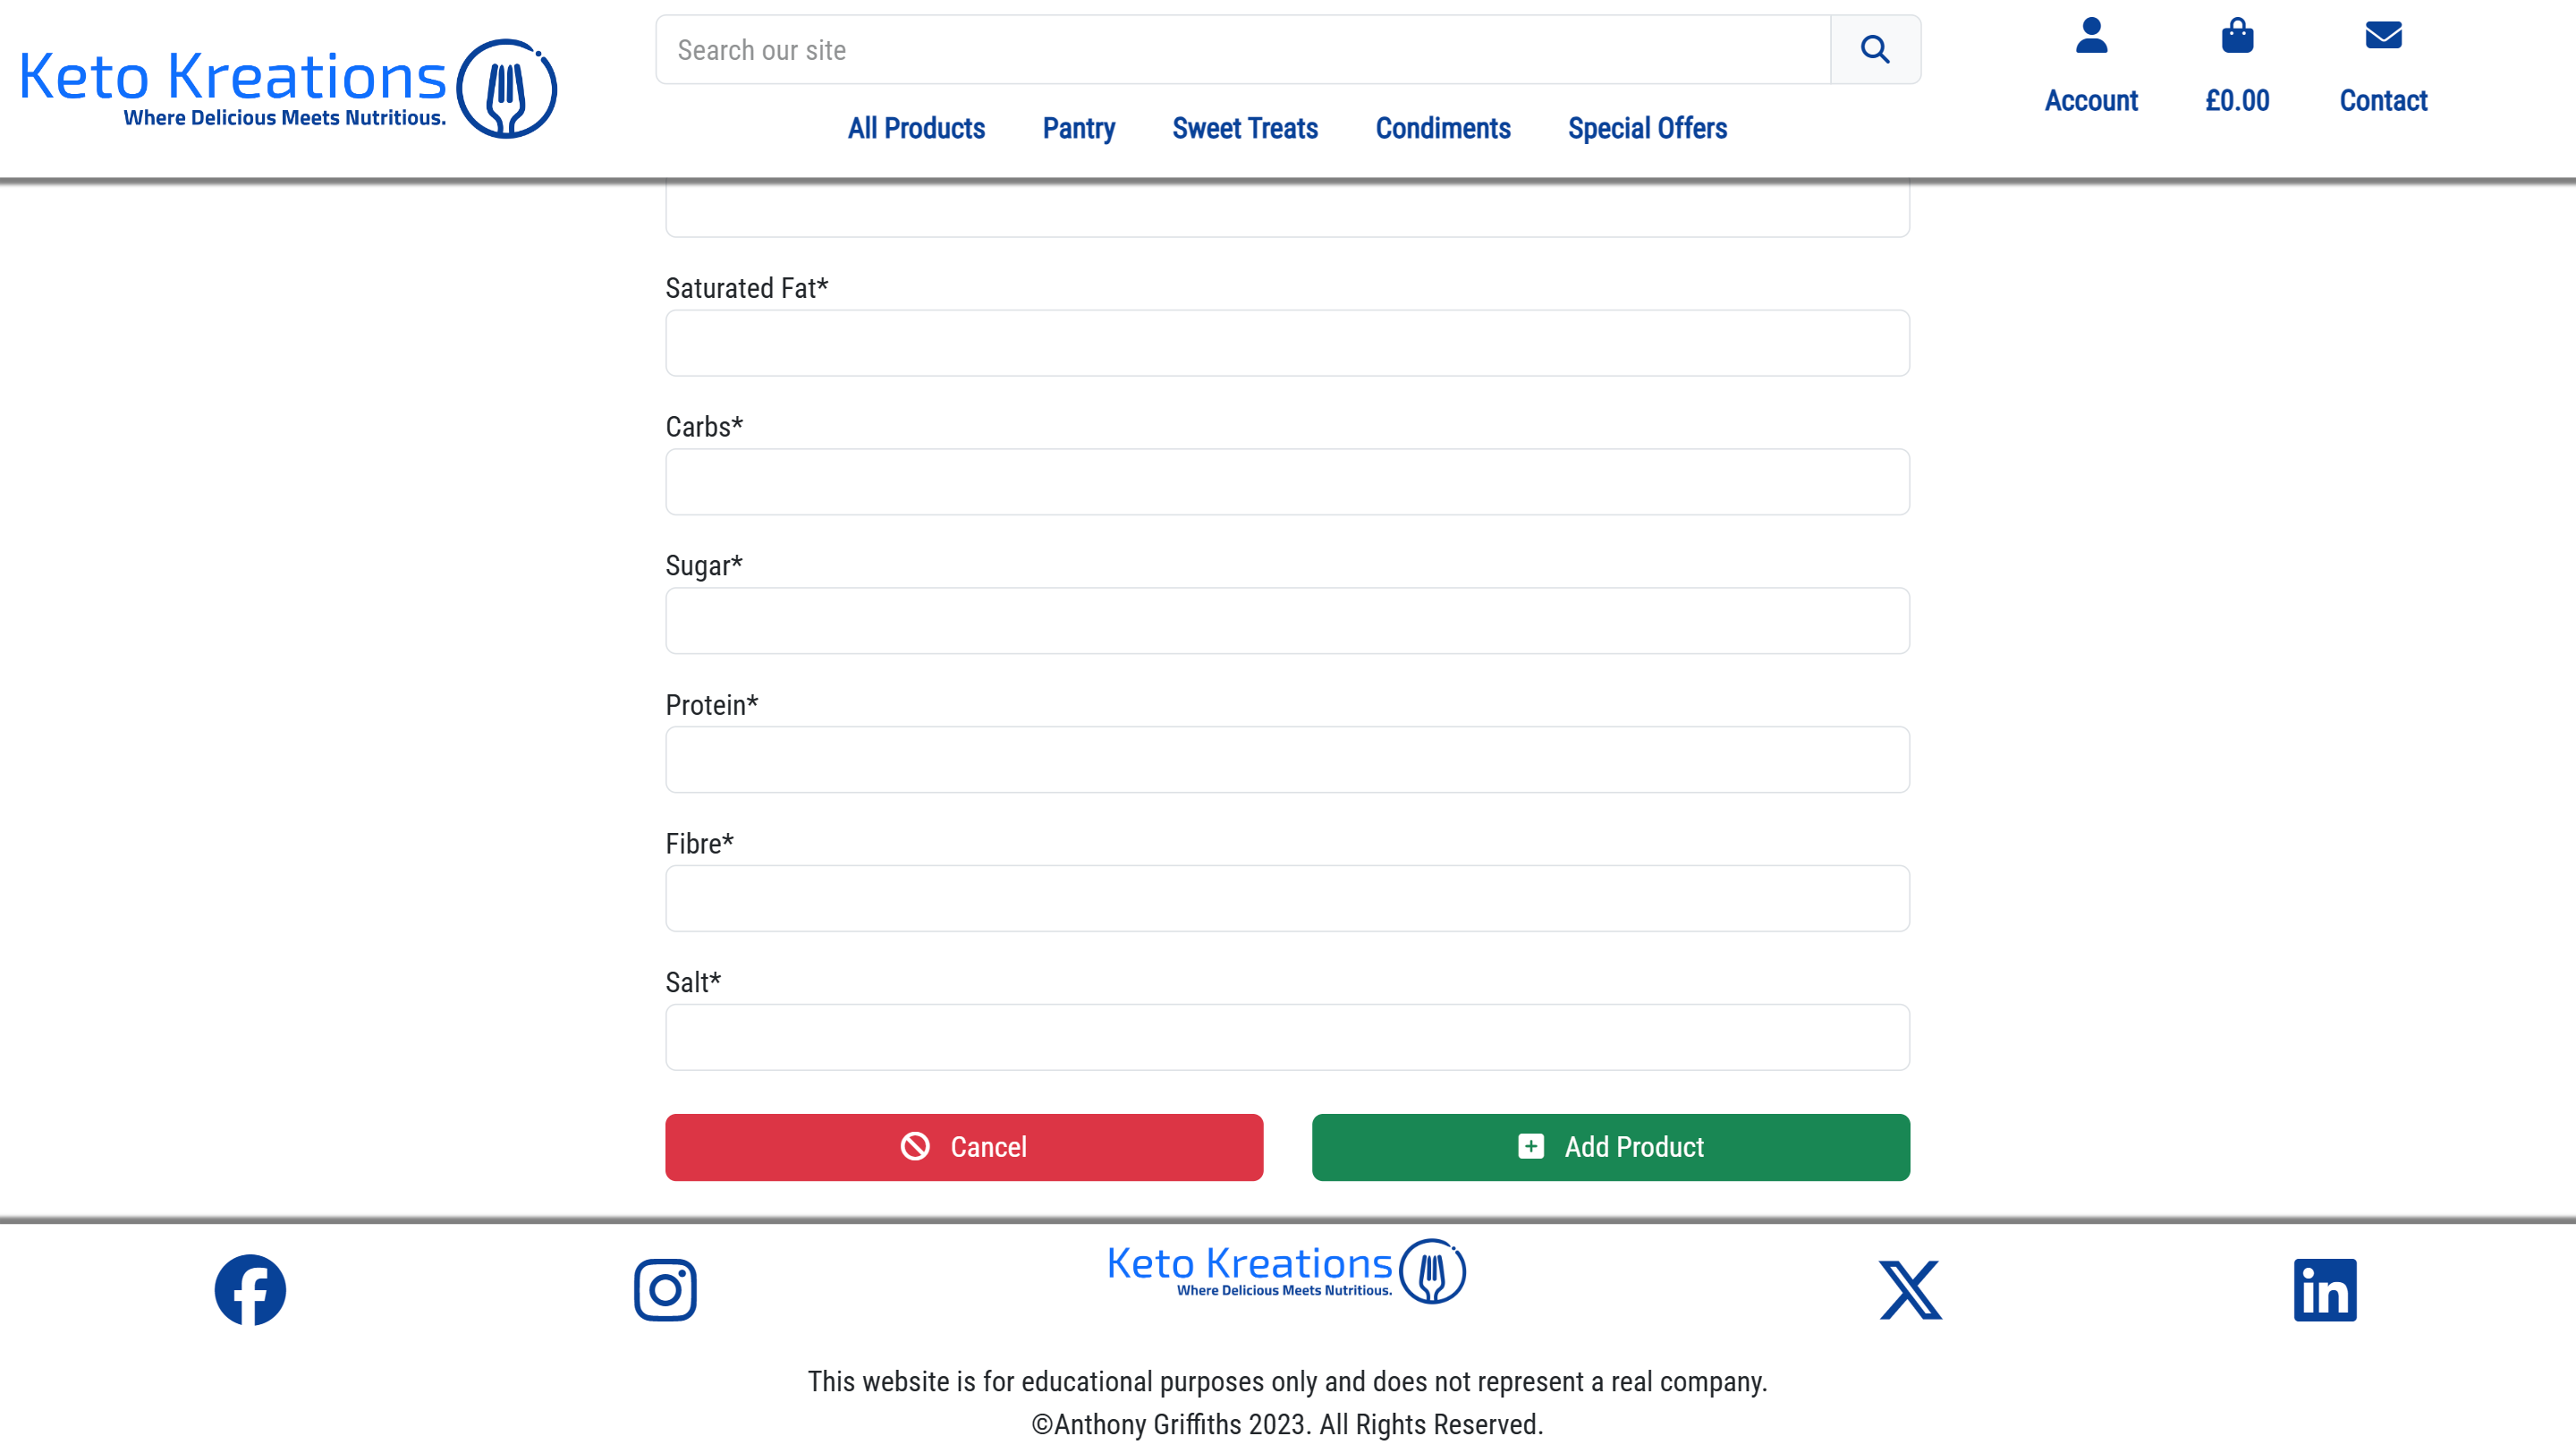 Keto Kreations
Where Delicious Meets Nutritious.
Search our site
All Products Pantry Sweet Treats Condiments Special Offers
Account £0.00 Contact
Saturated Fat*
Carbs*
Sugar*
Protein*
Fibre*
Salt*
Cancel Add Product
Keto Kreations
Where Delicious Meets Nutritious.
This website is for educational purposes only and does not represent a real company.
©Anthony Griffiths 2023. All Rights Reserved.